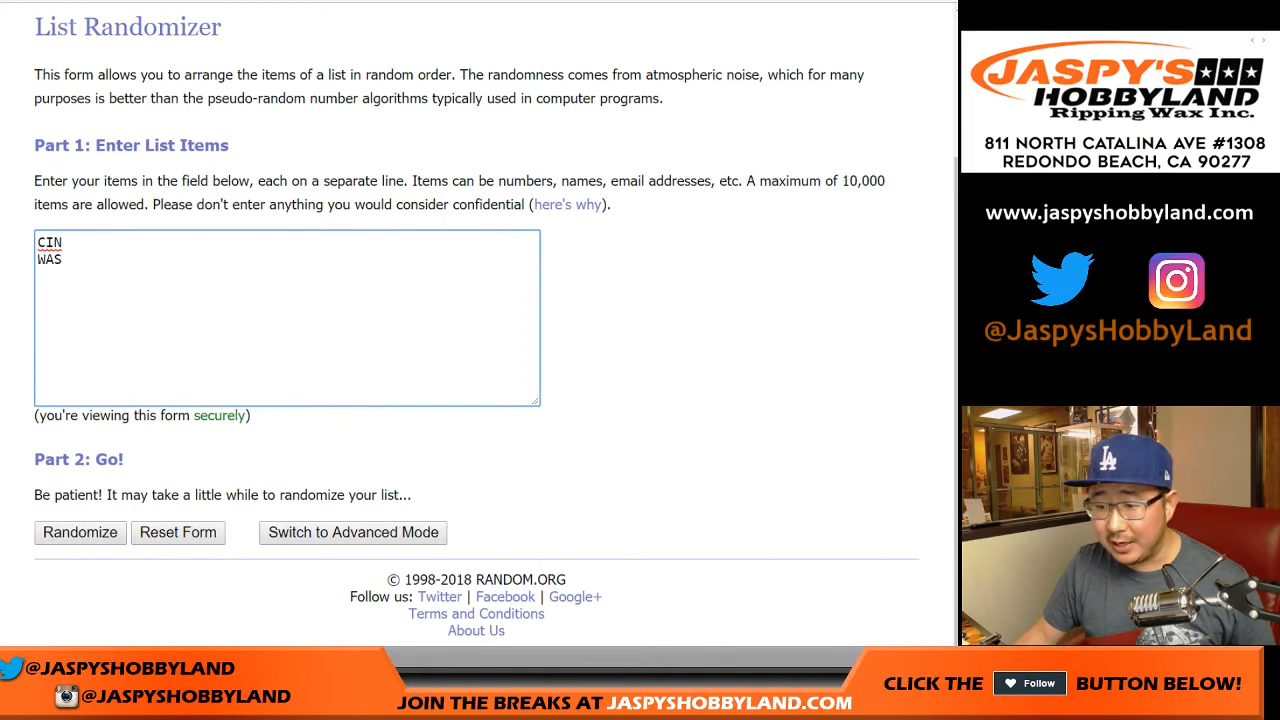 List Randomizer
This form allows you to arrange the items of a list in random order. The randomness comes from atmospheric noise, which for many
purposes is better than the pseudo-random number algorithms typically used in computer programs.
Part 1: Enter List Items
Enter your items in the field below, each on a separate line. Items can be numbers, names, email addresses, etc. A maximum of 10,000
items are allowed. Please don't enter anything you would consider confidential (here's why).
CIN
WAS
(you're viewing this form securely)
Part 2: Go!
Be patient! It may take a little while to randomize your list...
Randomize Reset Form Switch to Advanced Mode
© 1998-2018 RANDOM.ORG
Follow us: Twitter | Facebook | Google+
Terms and Conditions
About Us
JASPY'S
HOBBYLAND
Ripping Wax Inc.
811 NORTH CATALINA AVE #1308
REDONDO BEACH, CA 90277
www.jaspyshobbyland.com
@JaspysHobbyLand
LA
@JASPYSHOBBYLAND
@JASPYSHOBBYLAND
JOIN THE BREAKS AT JASPYSHOBBYLAND.COM
CLICK THE Follow BUTTON BELOW!